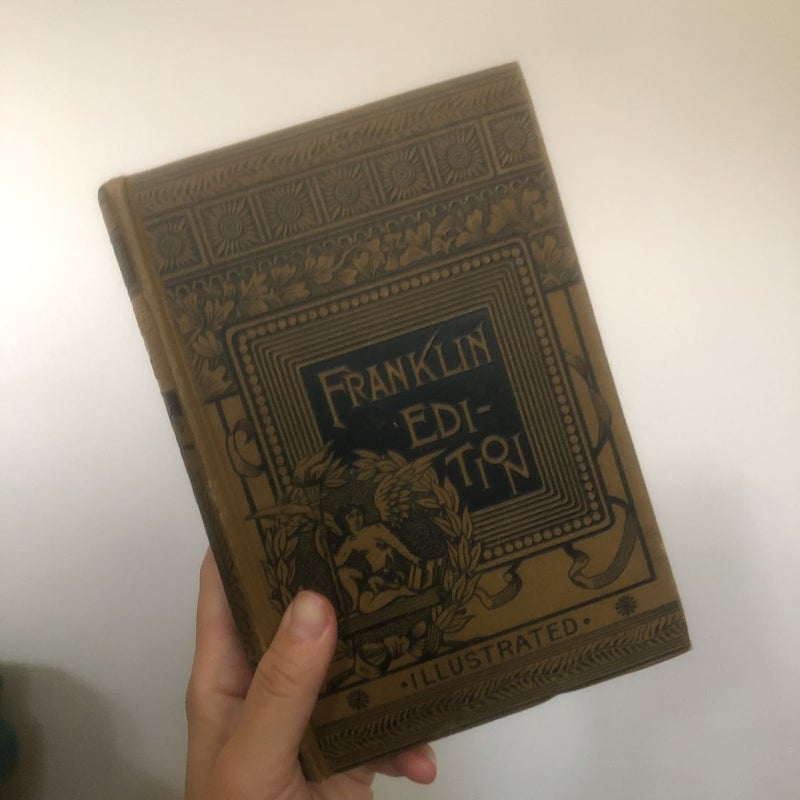 FRANKLIN
EDI-
TION
•ILLUSTRATED•